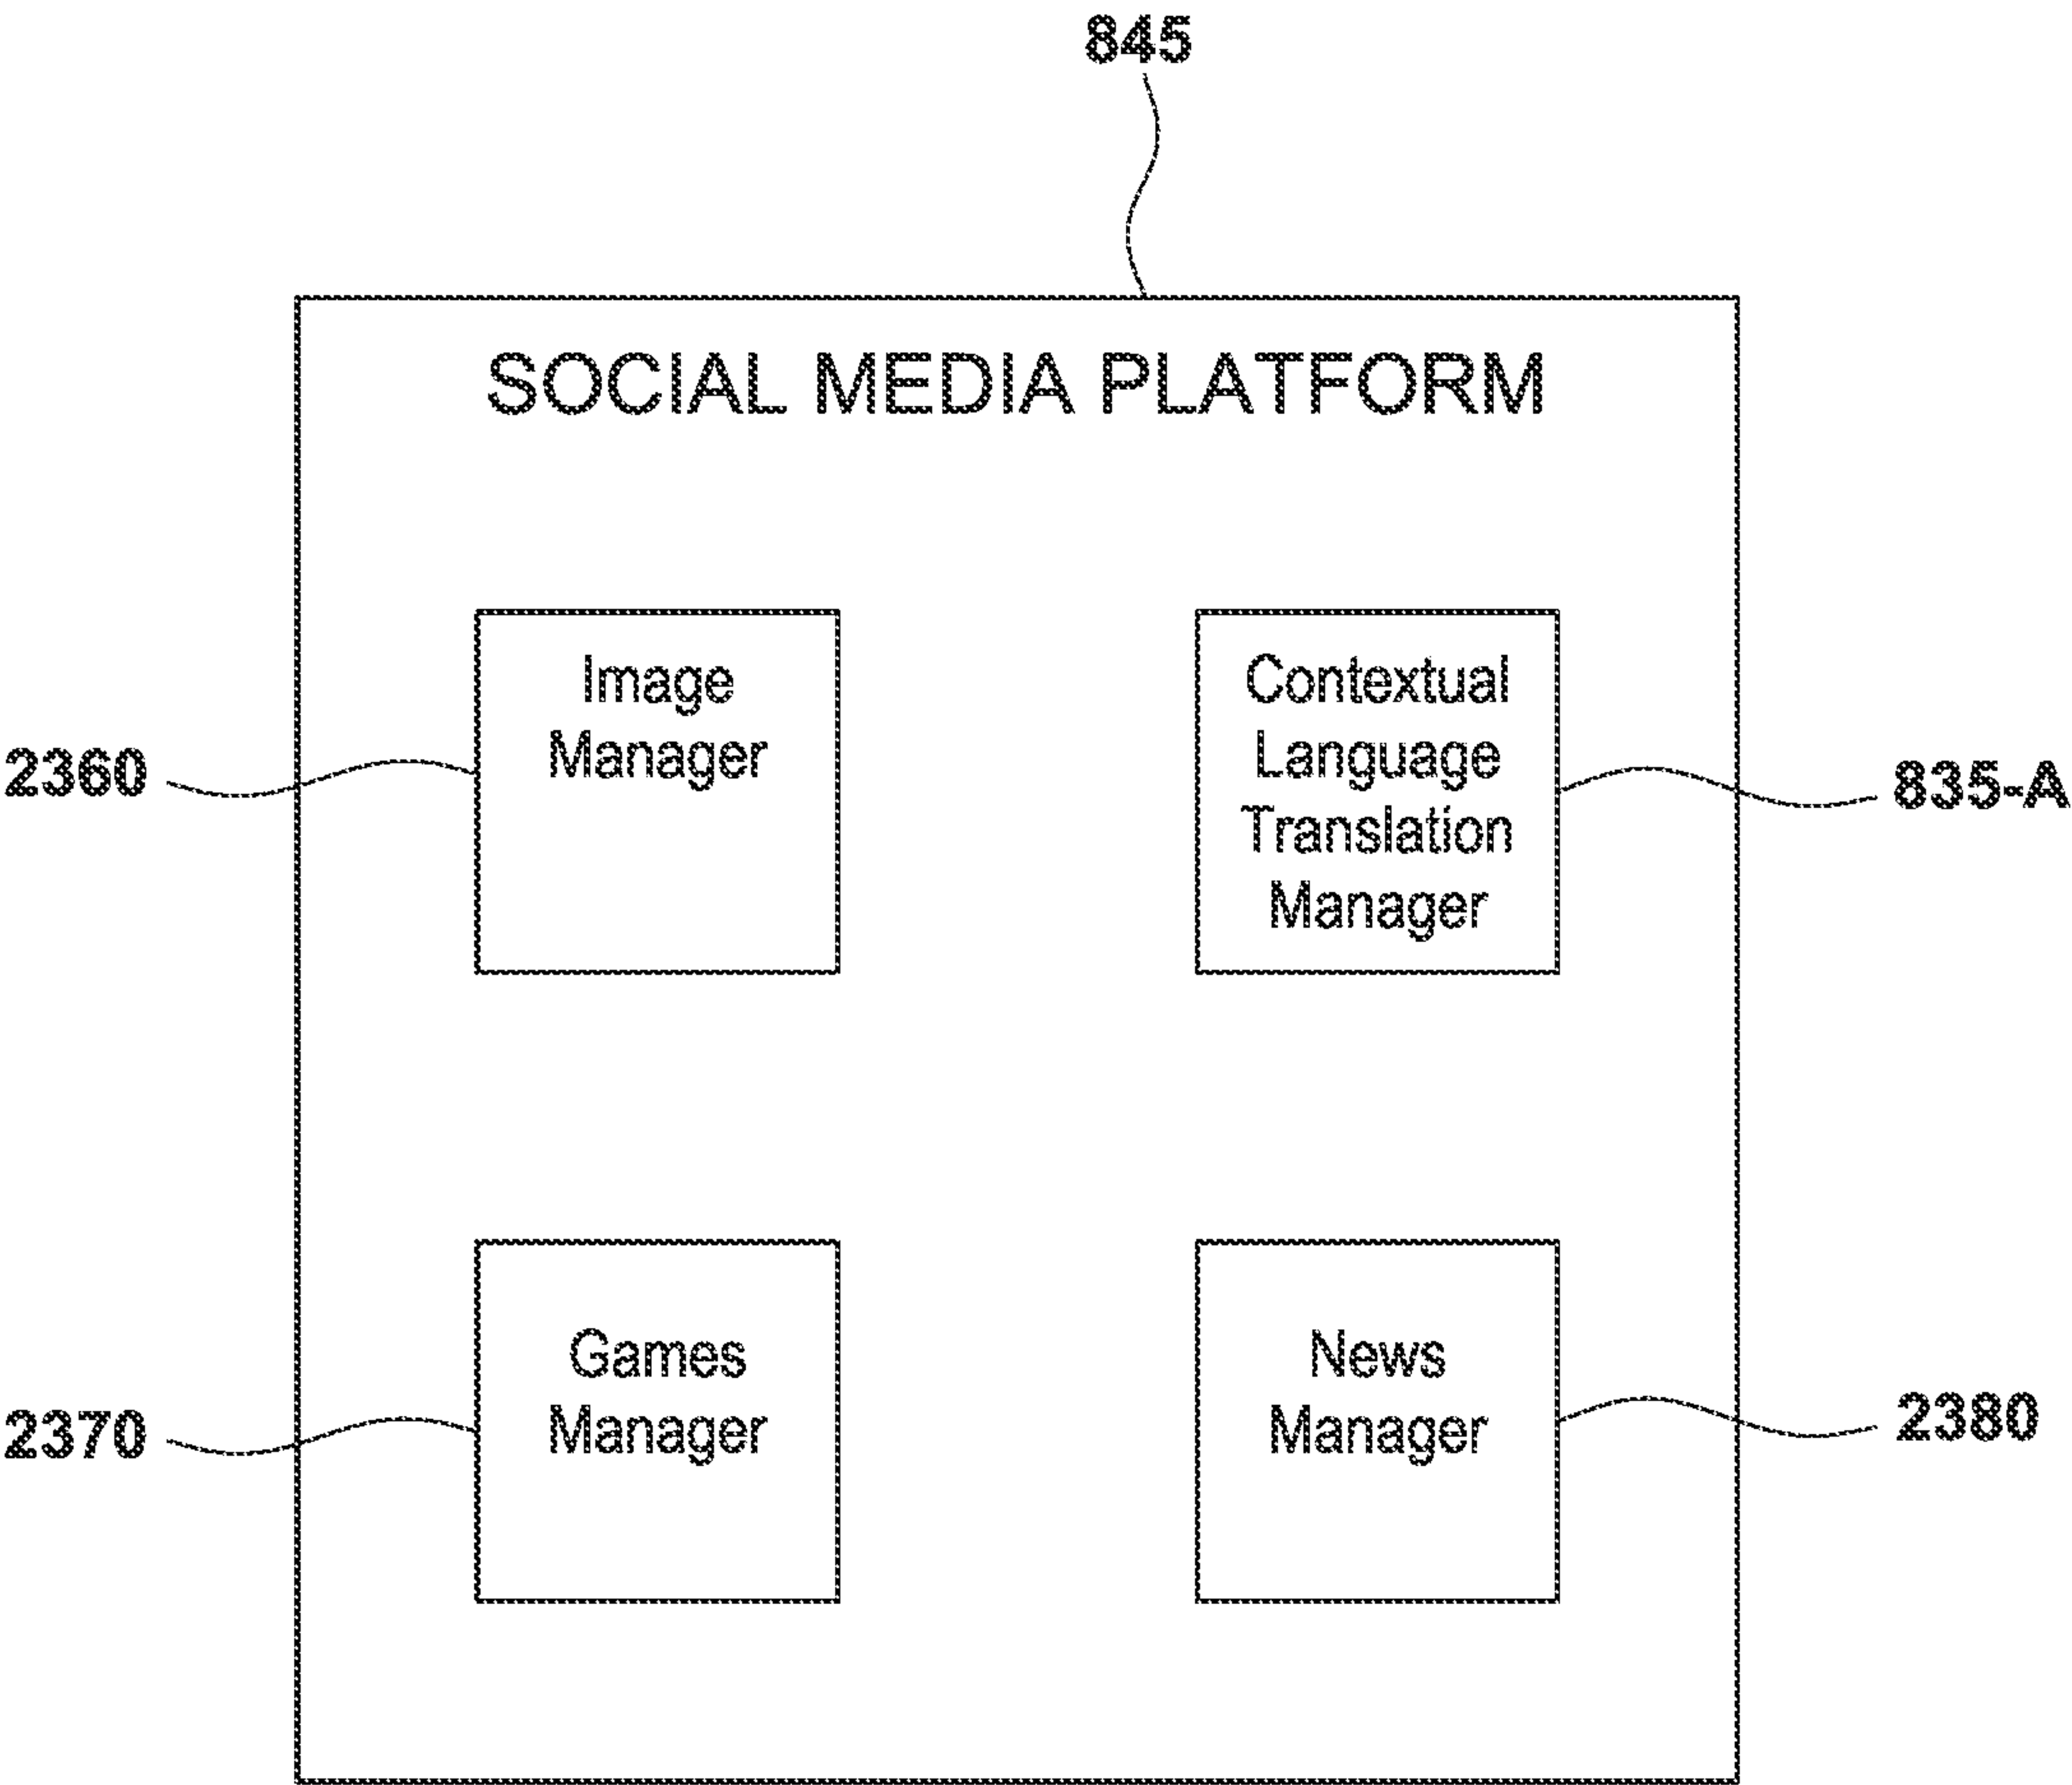 845
SOCIAL MEDIA PLATFORM
Image
Manager
2360
Contextual
Language
Translation
Manager
835-A
Games
Manager
2370
News
Manager
2380